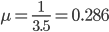 μ = 1/3.5 = 0.286